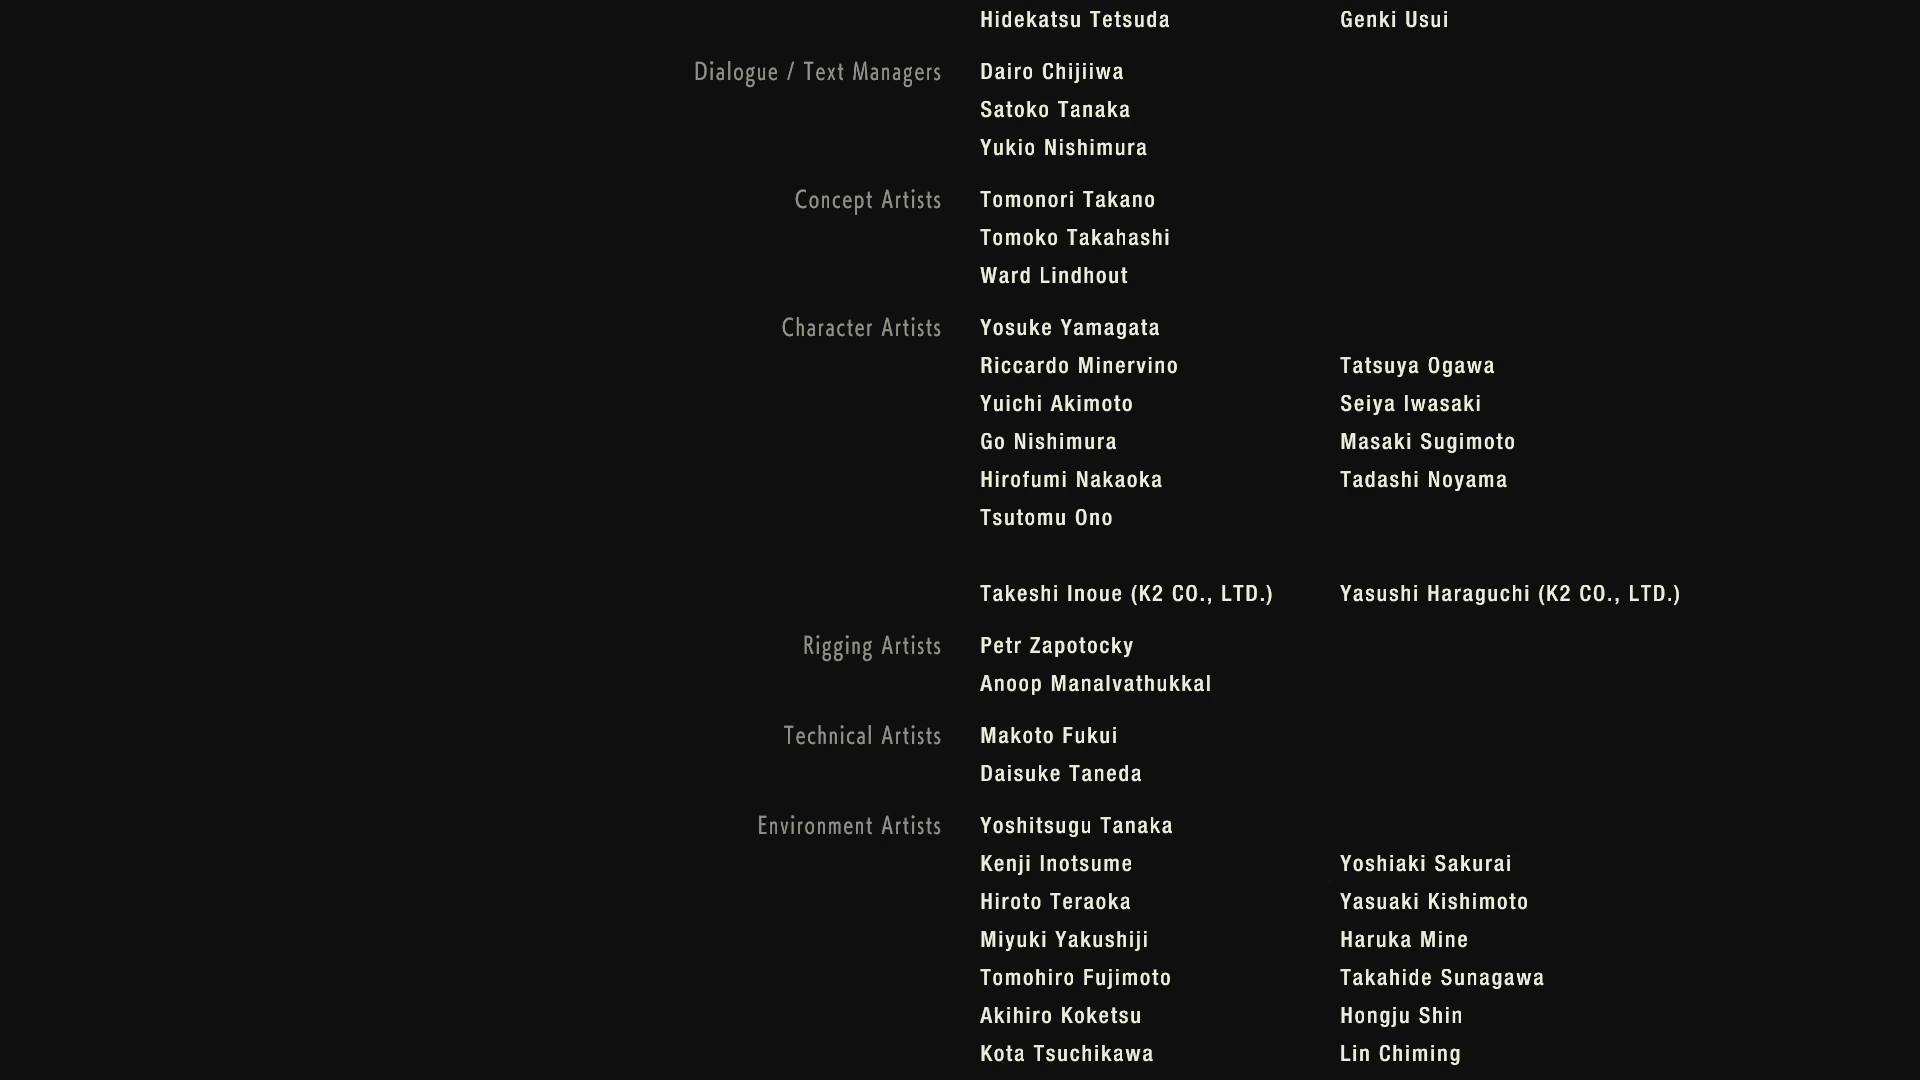 Hidekatsu Tetsuda Genki Usui
Dialogue / Text Managers Dairo Chijiiwa
Satoko Tanaka
Yukio Nishimura
Concept Artists Tomonori Takano
Tomoko Takahashi
Ward Lindhout
Character Artists Yosuke Yamagata
Riccardo Minervino Tatsuya Ogawa
Yuichi Akimoto Seiya Iwasaki
Go Nishimura Masaki Sugimoto
Hirofumi Nakaoka Tadashi Noyama
Tsutomu Ono
Takeshi Inoue (K2 CO., LTD.) Yasushi Haraguchi (K2 CO., LTD.)
Rigging Artists Petr Zapotocky
Anoop Manalvathukkal
Technical Artists Makoto Fukui
Daisuke Taneda
Environment Artists Yoshitsugu Tanaka
Kenji Inotsume Yoshiaki Sakurai
Hiroto Teraoka Yasuaki Kishimoto
Miyuki Yakushiji Haruka Mine
Tomohiro Fujimoto Takahide Sunagawa
Akihiro Koketsu Hongju Shin
Kota Tsuchikawa Lin Chiming